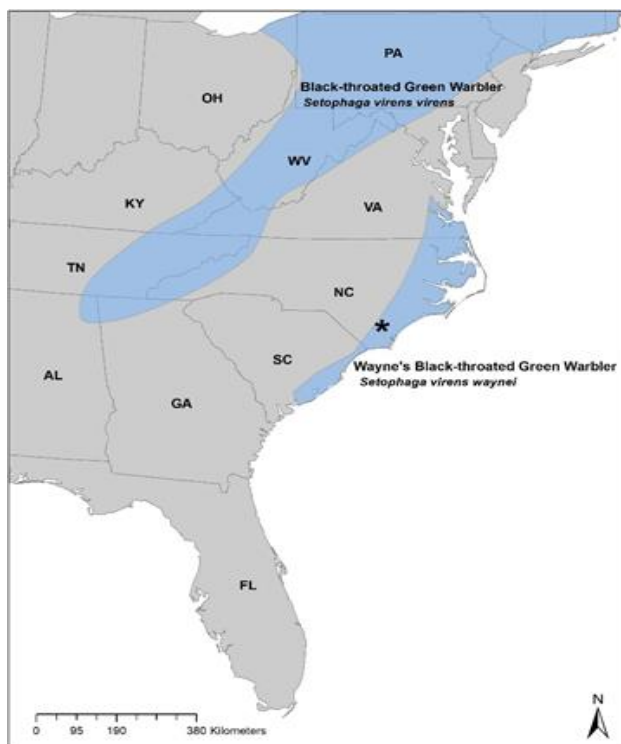 PA
Black-throated Green Warbler
Setophaga virens virens
OH
WV
KY
VA
TN
NC
*
SC
Wayne's Black-throated Green Warbler
Setophaga virens waynei
AL
GA
FL
N
0 95 190 380 Kilometers